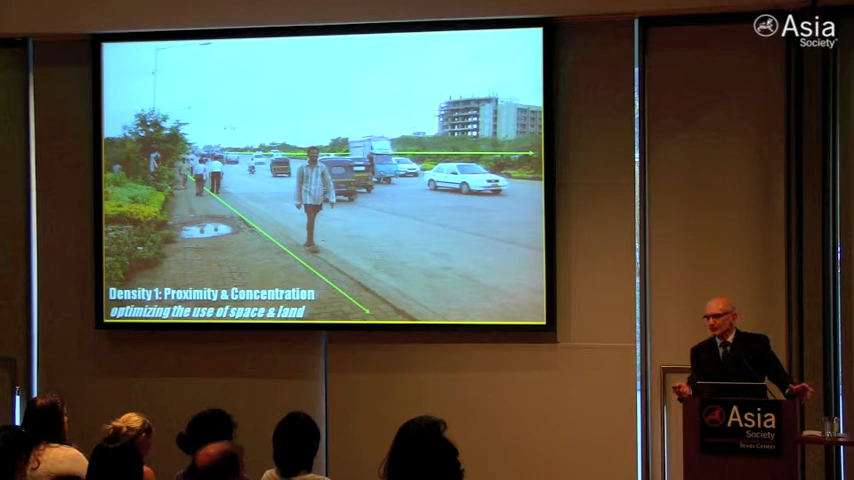 Asia
Society
Density 1: Proximity & Concentration
optimizing the use of space & land
Asia
Society
Texas Center